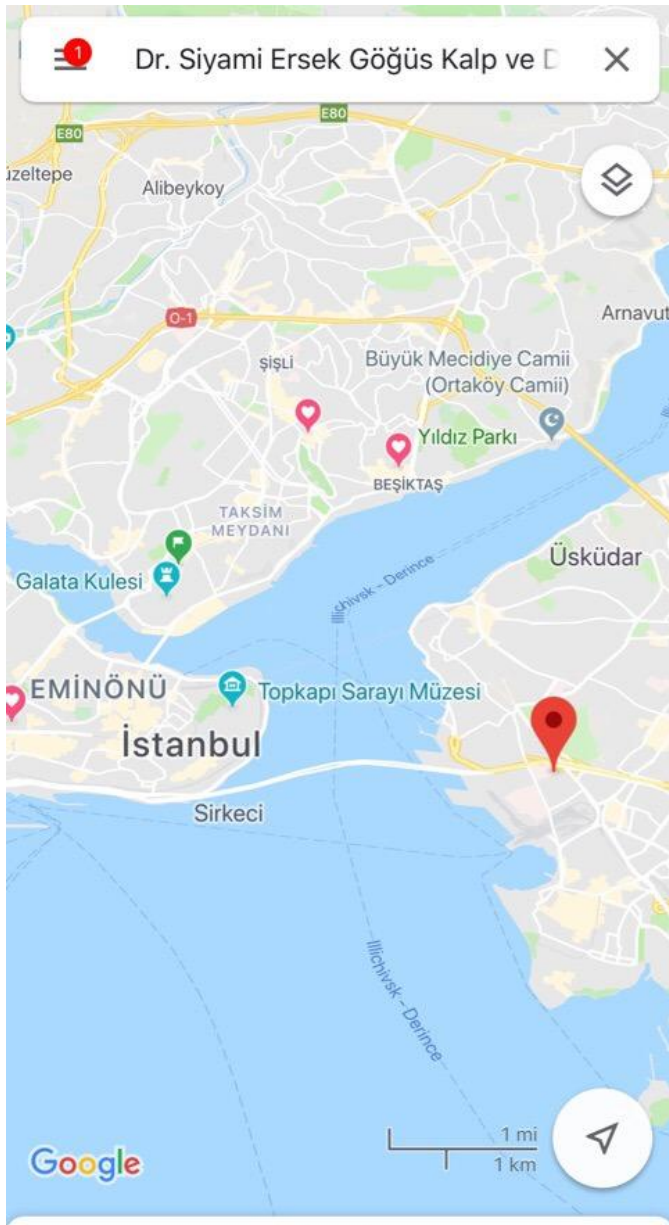 1
Dr. Siyami Ersek Göğüs Kalp ve D
E80
E80
üzeltepe
Alibeykoy
Arnavut
O-1
ŞİŞLİ
Büyük Mecidiye Camii
(Ortaköy Camii)
Yıldız Parkı
BEŞİKTAŞ
TAKSİM
MEYDANI
Üsküdar
Galata Kulesi
chivsk - Derince
EMİNÖNÜ
Topkapı Sarayı Müzesi
İstanbul
Sirkeci
Illichivsk - Derince
Google
1 mi
1 km